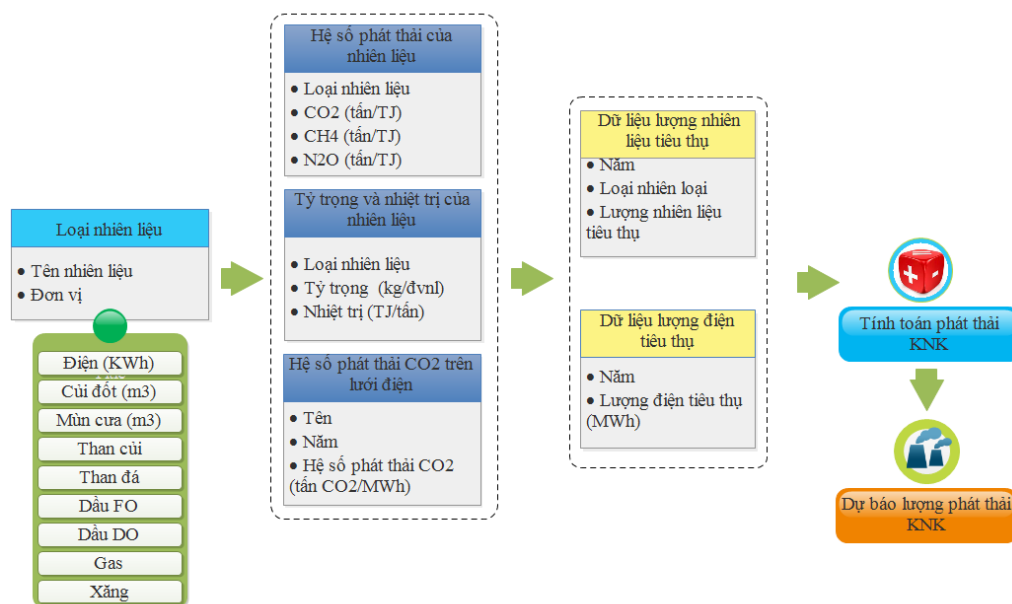 Loại nhiên liệu
• Tên nhiên liệu
• Đơn vị
Điện (KWh)
Củi đốt (m3)
Mùn cưa (m3)
Than củi
Than đá
Dầu FO
Dầu DO
Gas
Xăng
Hệ số phát thải của
nhiên liệu
• Loại nhiên liệu
• CO2 (tấn/TJ)
• CH4 (tấn/TJ)
• N2O (tấn/TJ)
Tỷ trọng và nhiệt trị của
nhiên liệu
• Loại nhiên liệu
• Tỷ trọng (kg/đvnl)
• Nhiệt trị (TJ/tấn)
Hệ số phát thải CO2 trên
lưới điện
• Tên
• Năm
• Hệ số phát thải CO2
(tấn CO2/MWh)
Dữ liệu lượng nhiên
liệu tiêu thụ
• Năm
• Loại nhiên loại
• Lượng nhiên liệu
tiêu thụ
Dữ liệu lượng điện
tiêu thụ
• Năm
• Lượng điện tiêu thụ
(MWh)
Tính toán phát thải
KNK
Dự báo lượng phát thải
KNK